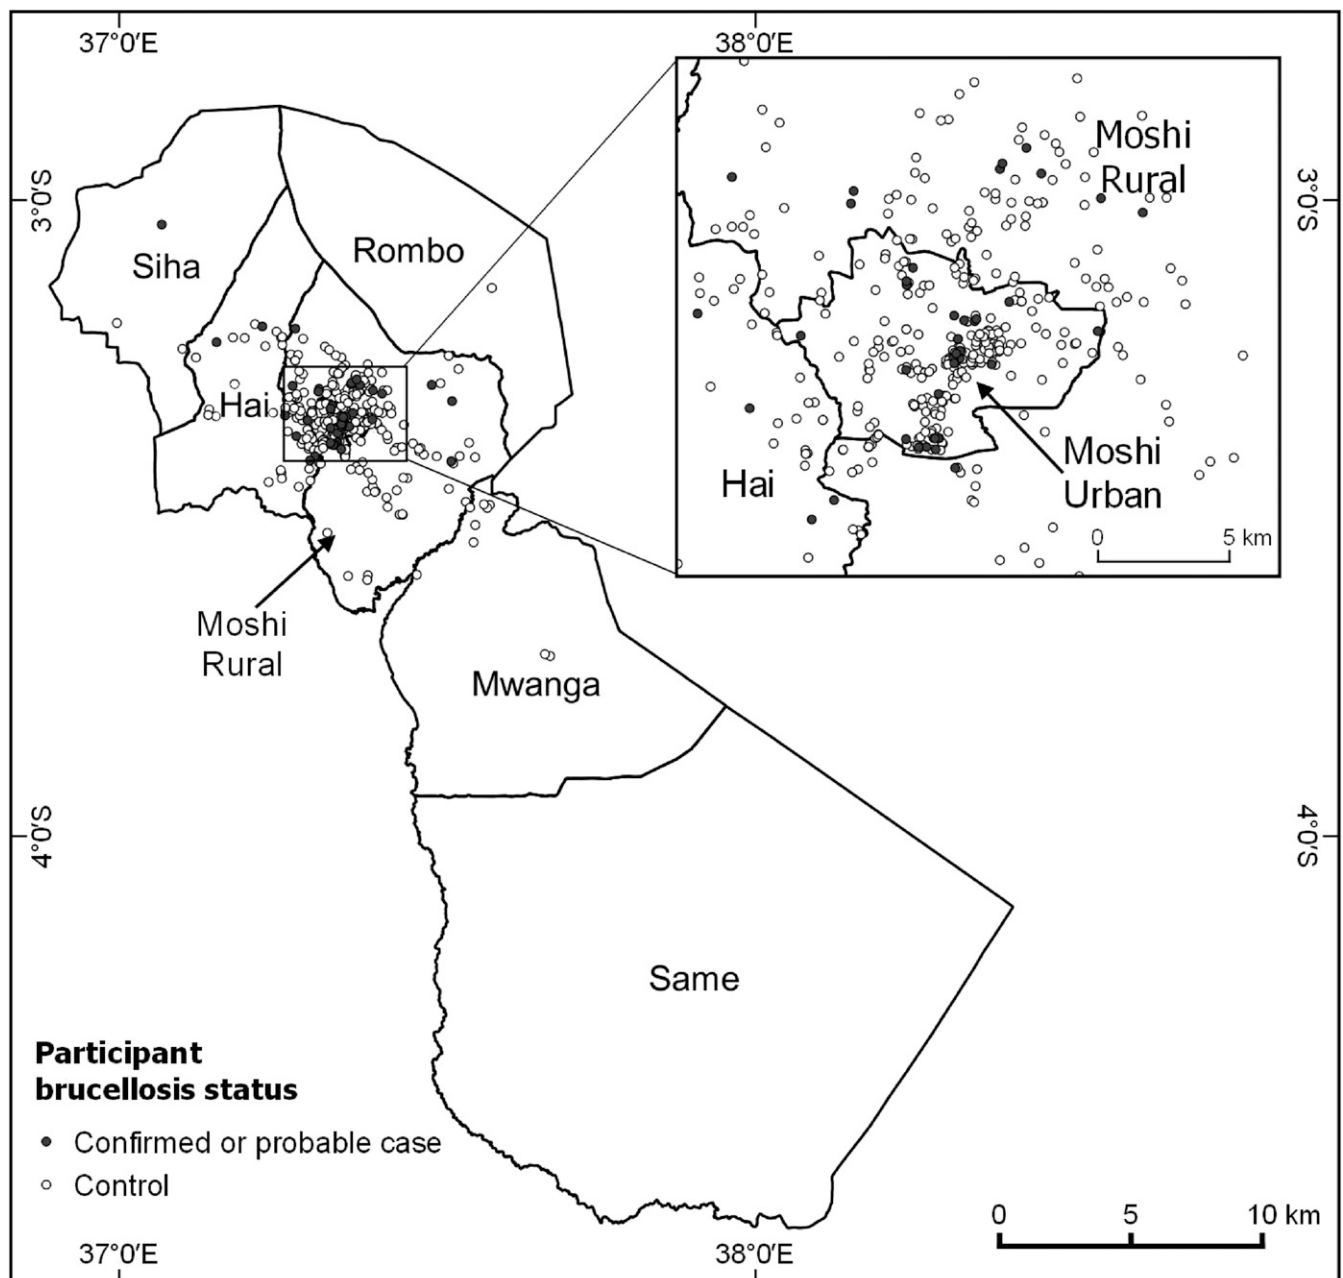 37°0′E
38°0′E
3°0′S
3°0′S
Moshi
Rural
Siha
Rombo
Hai
Moshi
Urban
Hai
0
5 km
Moshi
Rural
Mwanga
4°0′S
4°0′S
Same
Participant
brucellosis status
Confirmed or probable case
Control
0
5
10 km
37°0′E
38°0′E